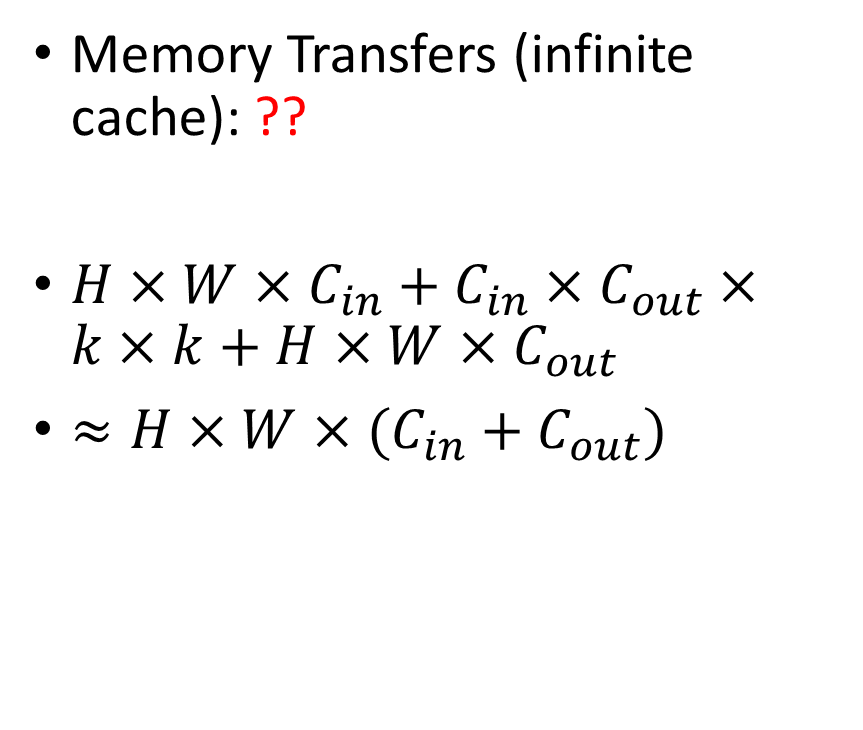 • Memory Transfers (infinite
cache): ??
• H × W × C_in + C_in × C_out ×
k × k + H × W × C_out
• ≈ H × W × (C_in + C_out)